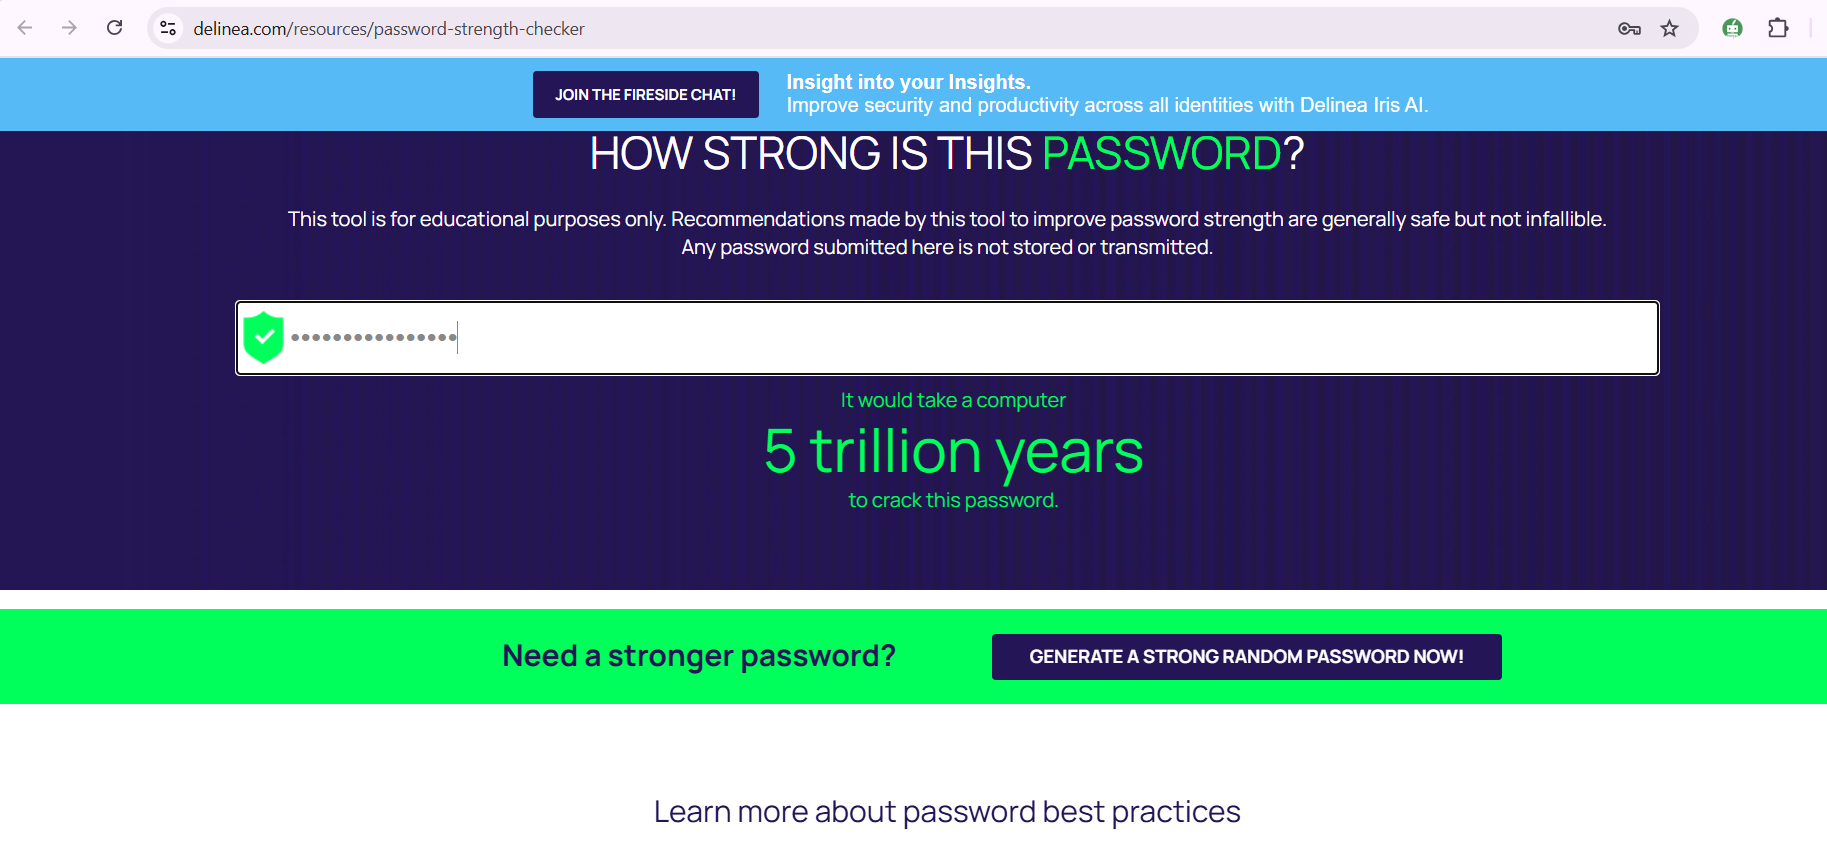 delinea.com/resources/password-strength-checker
JOIN THE FIRESIDE CHAT!
Insight into your Insights.
Improve security and productivity across all identities with Delinea Iris AI.
HOW STRONG IS THIS PASSWORD?
This tool is for educational purposes only. Recommendations made by this tool to improve password strength are generally safe but not infallible.
Any password submitted here is not stored or transmitted.
••••••••••••••••
It would take a computer
5 trillion years
to crack this password.
Need a stronger password?
GENERATE A STRONG RANDOM PASSWORD NOW!
Learn more about password best practices